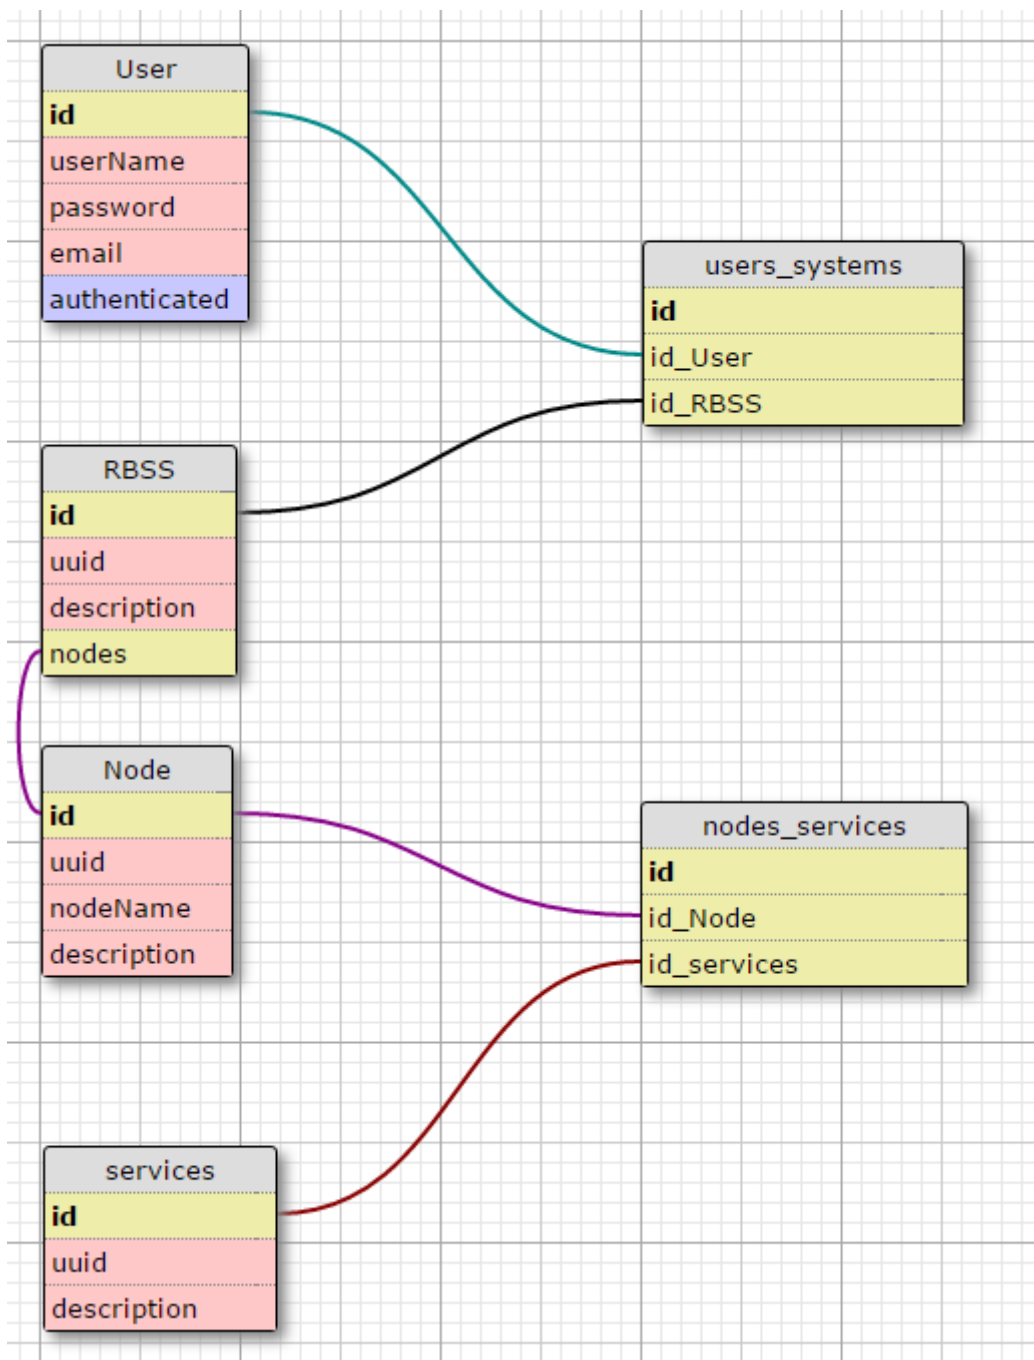 User
id
userName
password
email
authenticated
users_systems
id
id_User
id_RBSS
RBSS
id
uuid
description
nodes
Node
id
uuid
nodeName
description
nodes_services
id
id_Node
id_services
services
id
uuid
description